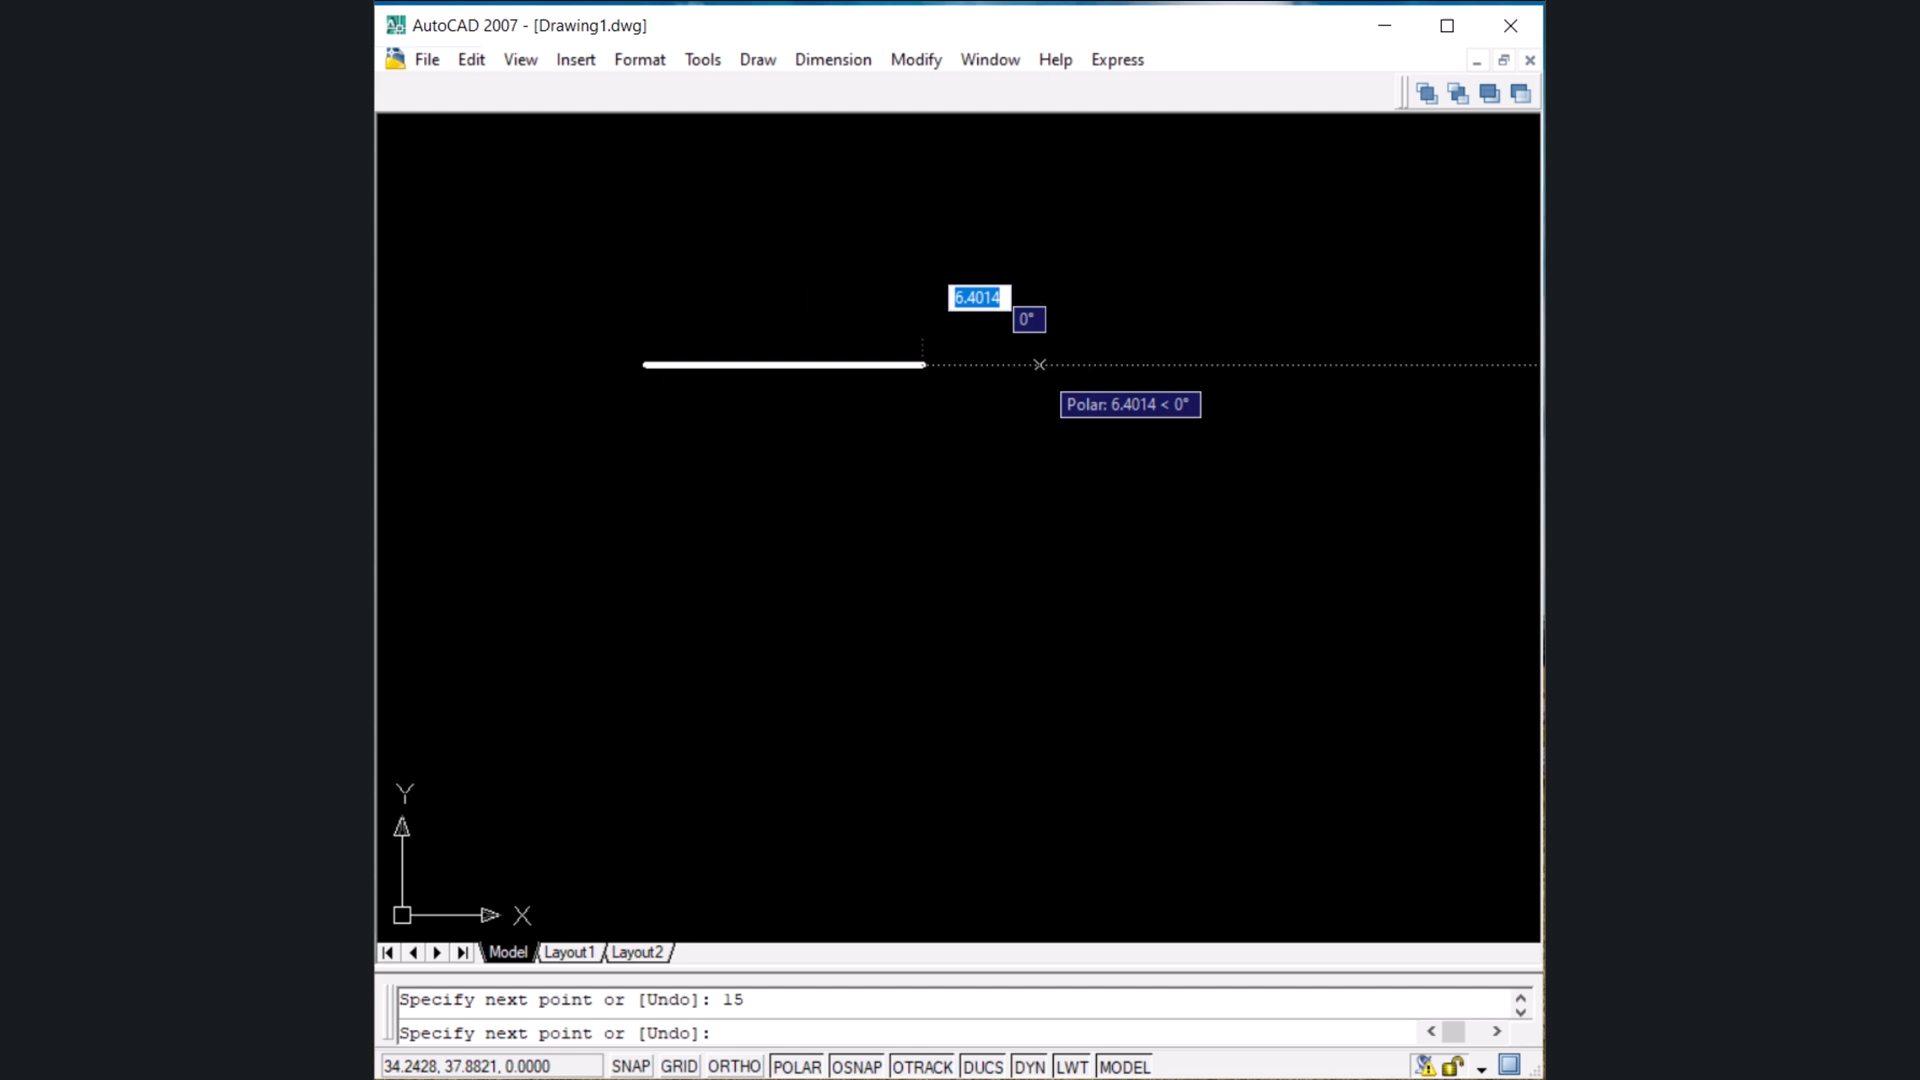 AutoCAD 2007 - [Drawing1.dwg]
File Edit View Insert Format Tools Draw Dimension Modify Window Help Express
6.4014
0°
Polar: 6.4014 < 0°
Y
X
Model Layout1 Layout2
Specify next point or [Undo]: 15
Specify next point or [Undo]:
34.2428, 37.8821, 0.0000 SNAP GRID ORTHO POLAR OSNAP OTRACK DUCS DYN LWT MODEL